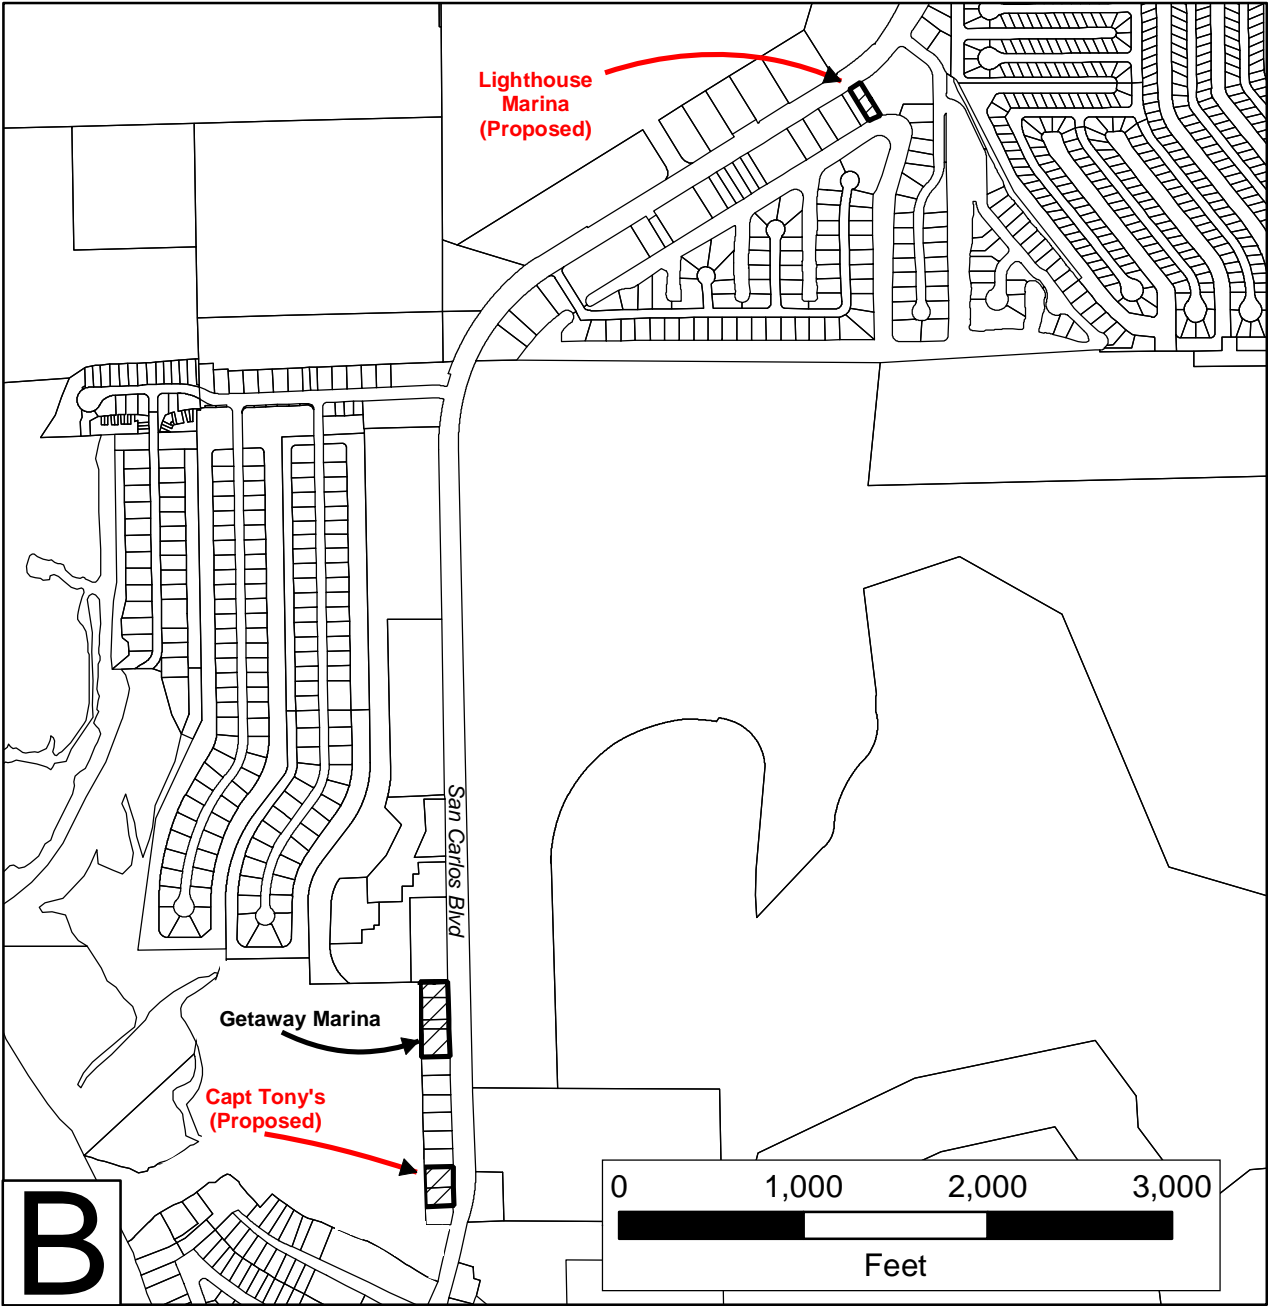 Lighthouse
Marina
(Proposed)
San Carlos Blvd
Getaway Marina
Capt Tony's
(Proposed)
B
0 1,000 2,000 3,000
Feet